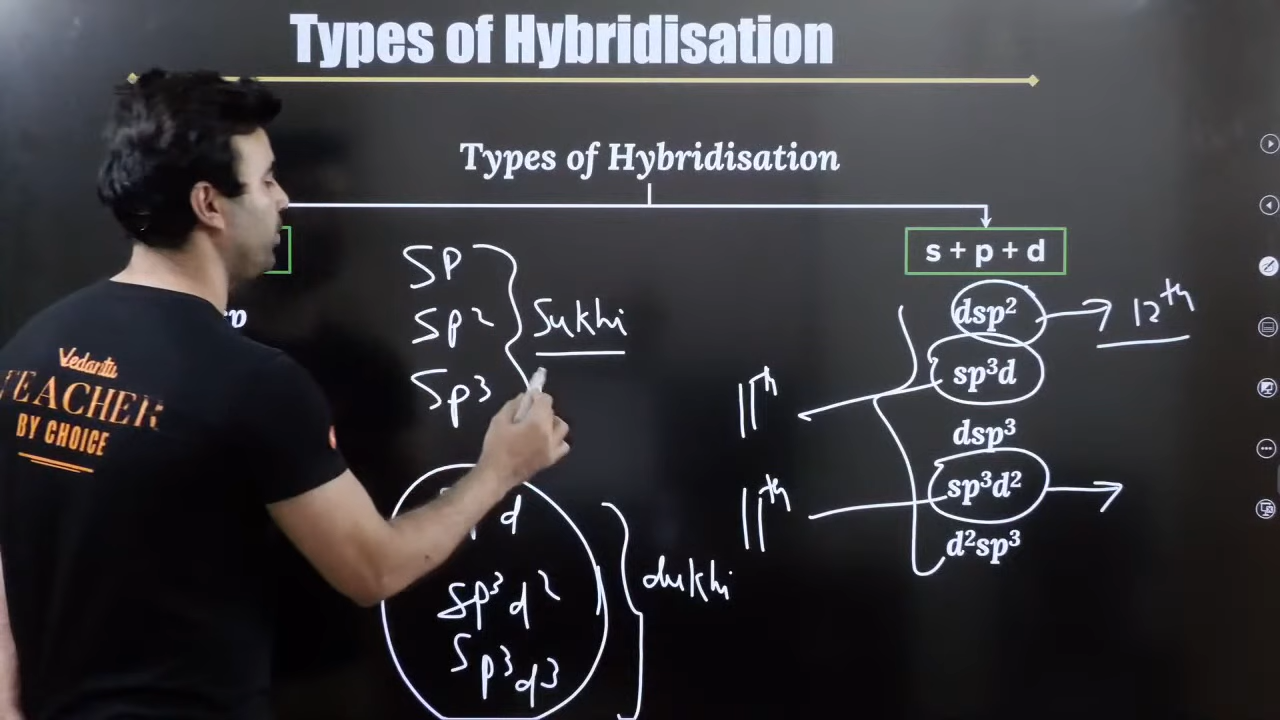 Types of Hybridisation
Types of Hybridisation
s + p + d
sp
sp²
sp³
Sukhi
d
sp³d²
sp³d³
dukhi
dsp² → 12th
11th
sp³d
dsp³
11th
sp³d²
d²sp³
Vedantu
TEACHER
BY CHOICE